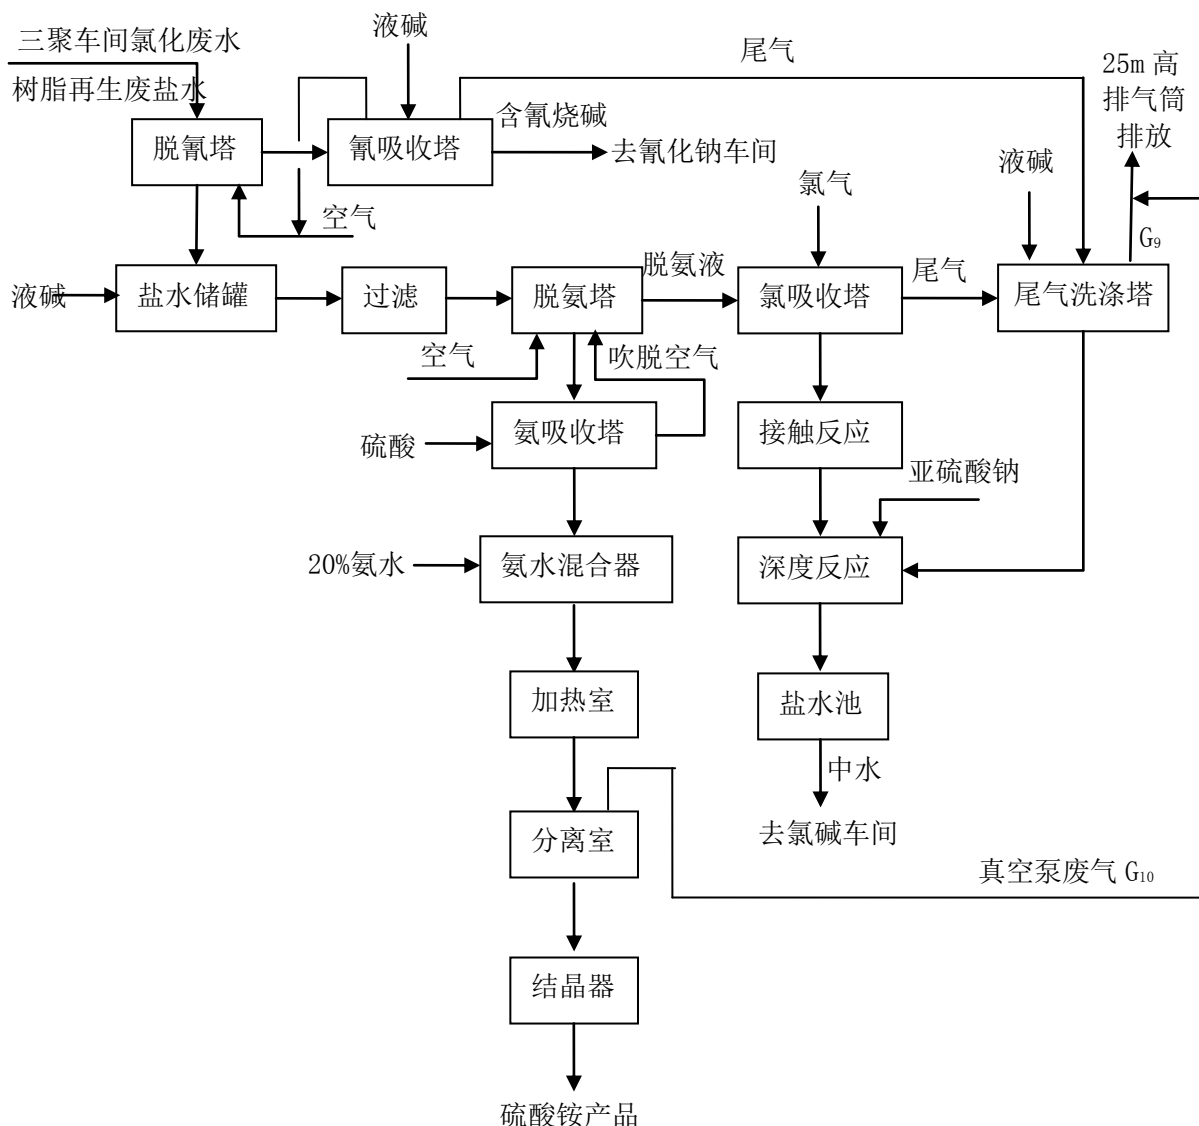 三聚车间氯化废水
树脂再生废盐水
液碱
尾气
25m 高
排气筒
排放
脱氰塔
氰吸收塔
含氰烧碱
去氰化钠车间
空气
氯气
液碱
G₉
液碱
盐水储罐
过滤
脱氨塔
脱氨液
氯吸收塔
尾气
尾气洗涤塔
空气
吹脱空气
硫酸
氨吸收塔
接触反应
亚硫酸钠
20%氨水
氨水混合器
深度反应
加热室
盐水池
中水
分离室
去氯碱车间
真空泵废气 G₁₀
结晶器
硫酸铵产品